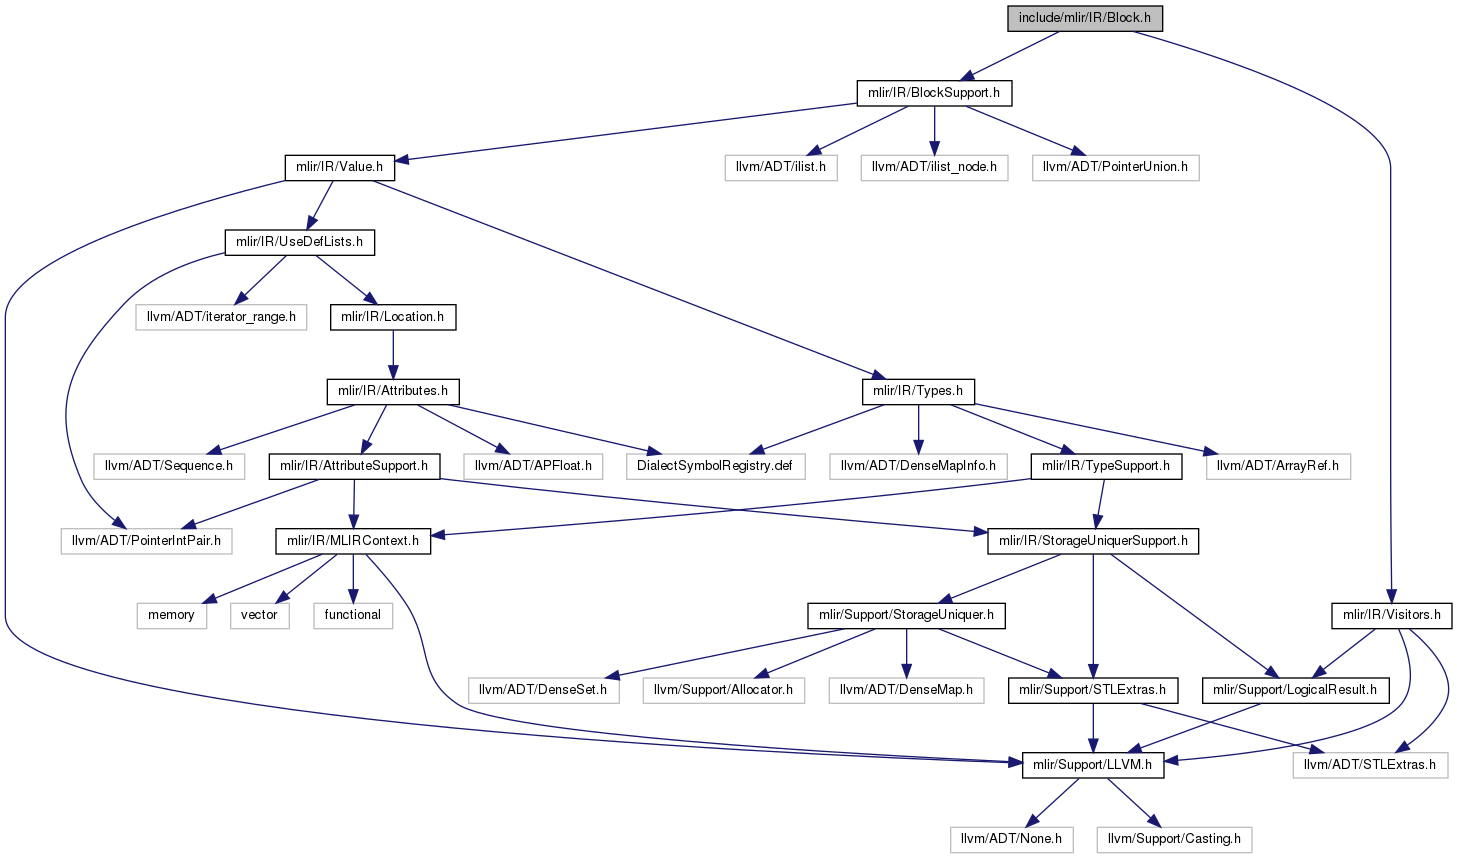 include/mlir/IR/Block.h
mlir/IR/BlockSupport.h
mlir/IR/Value.h
llvm/ADT/ilist.h
llvm/ADT/ilist_node.h
llvm/ADT/PointerUnion.h
mlir/IR/UseDefLists.h
llvm/ADT/iterator_range.h
mlir/IR/Location.h
mlir/IR/Attributes.h
mlir/IR/Types.h
llvm/ADT/Sequence.h
mlir/IR/AttributeSupport.h
llvm/ADT/APFloat.h
DialectSymbolRegistry.def
llvm/ADT/DenseMapInfo.h
mlir/IR/TypeSupport.h
llvm/ADT/ArrayRef.h
llvm/ADT/PointerIntPair.h
mlir/IR/MLIRContext.h
mlir/IR/StorageUniquerSupport.h
memory
vector
functional
mlir/Support/StorageUniquer.h
mlir/IR/Visitors.h
llvm/ADT/DenseSet.h
llvm/Support/Allocator.h
llvm/ADT/DenseMap.h
mlir/Support/STLExtras.h
mlir/Support/LogicalResult.h
mlir/Support/LLVM.h
llvm/ADT/STLExtras.h
llvm/ADT/None.h
llvm/Support/Casting.h